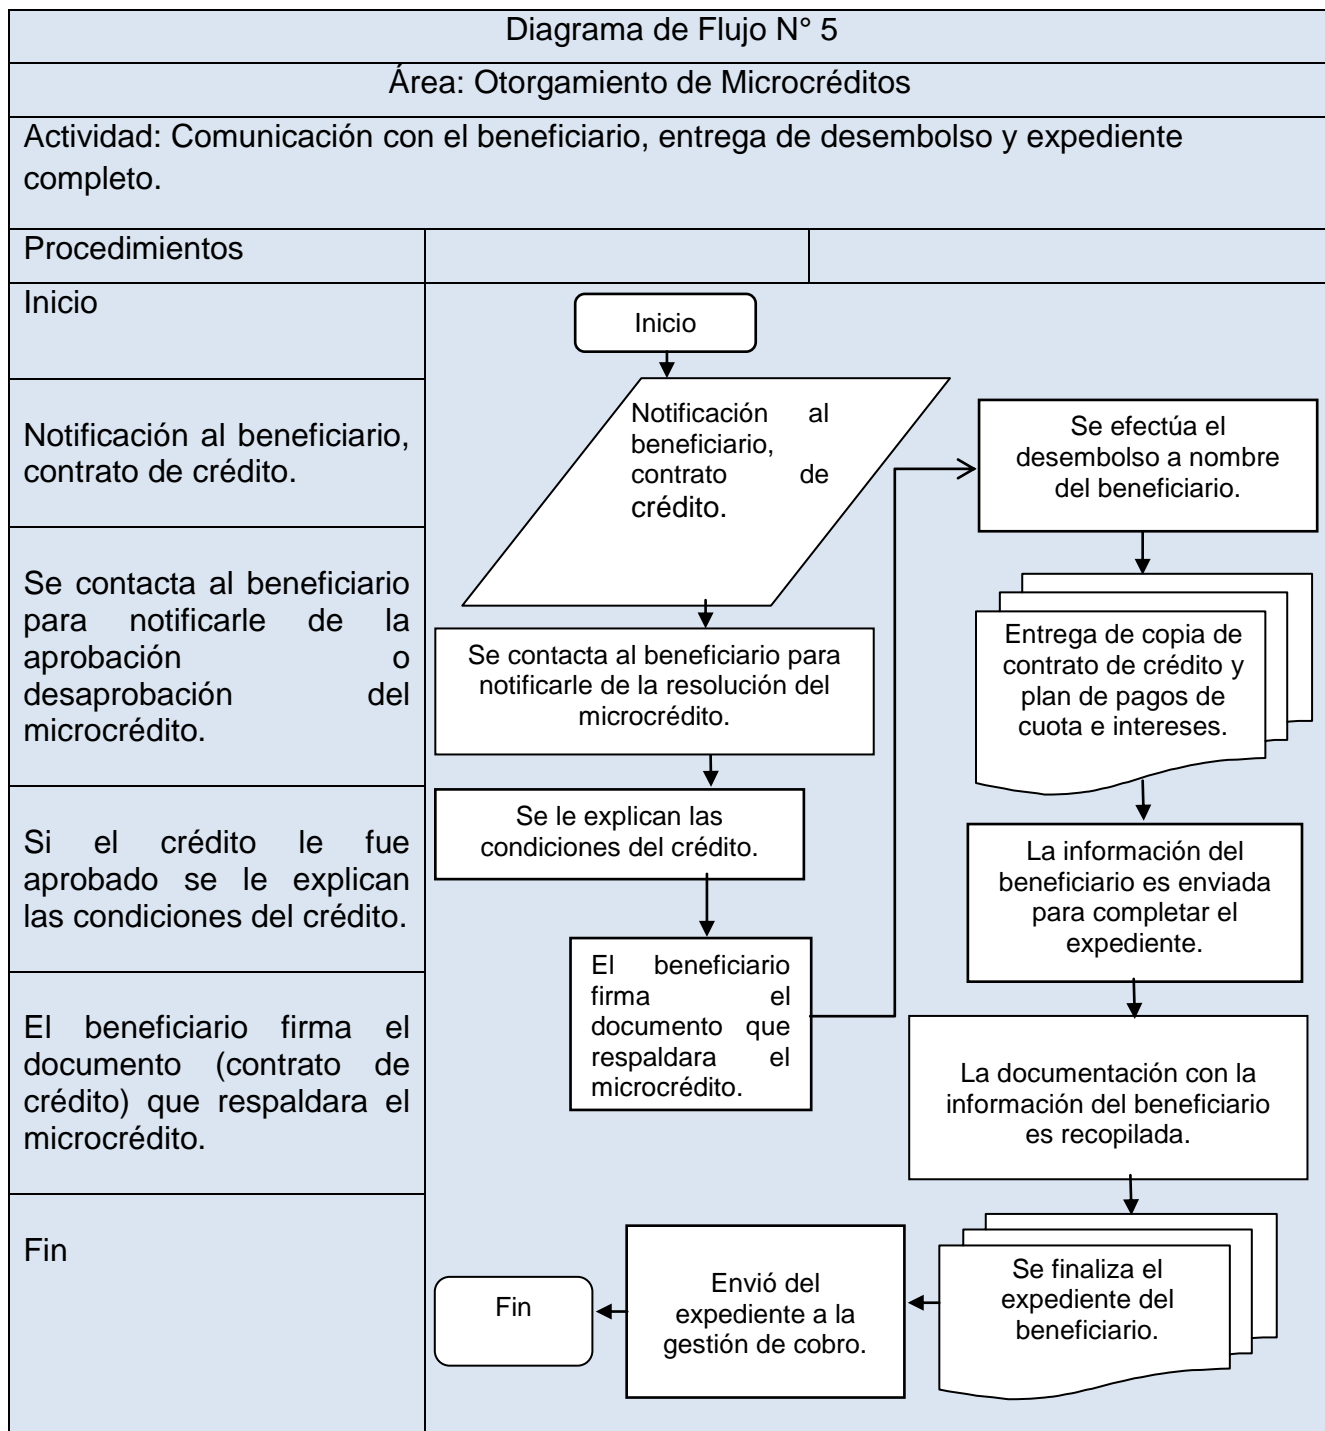 Diagrama de Flujo N° 5
Área: Otorgamiento de Microcréditos
Actividad: Comunicación con el beneficiario, entrega de desembolso y expediente
completo.
Procedimientos
Inicio
Notificación al beneficiario,
contrato de crédito.
Se contacta al beneficiario
para notificarle de la
aprobación o
desaprobación del
microcrédito.
Si el crédito le fue
aprobado se le explican
las condiciones del crédito.
El beneficiario firma el
documento (contrato de
crédito) que respaldara el
microcrédito.
Fin
Inicio
Notificación al
beneficiario,
contrato de
crédito.
Se contacta al beneficiario para
notificarle de la resolución del
microcrédito.
Se le explican las
condiciones del crédito.
El beneficiario
firma el
documento que
respaldara el
microcrédito.
Se efectúa el
desembolso a nombre
del beneficiario.
Entrega de copia de
contrato de crédito y
plan de pagos de
cuota e intereses.
La información del
beneficiario es enviada
para completar el
expediente.
La documentación con la
información del beneficiario
es recopilada.
Se finaliza el
expediente del
beneficiario.
Envió del
expediente a la
gestión de cobro.
Fin